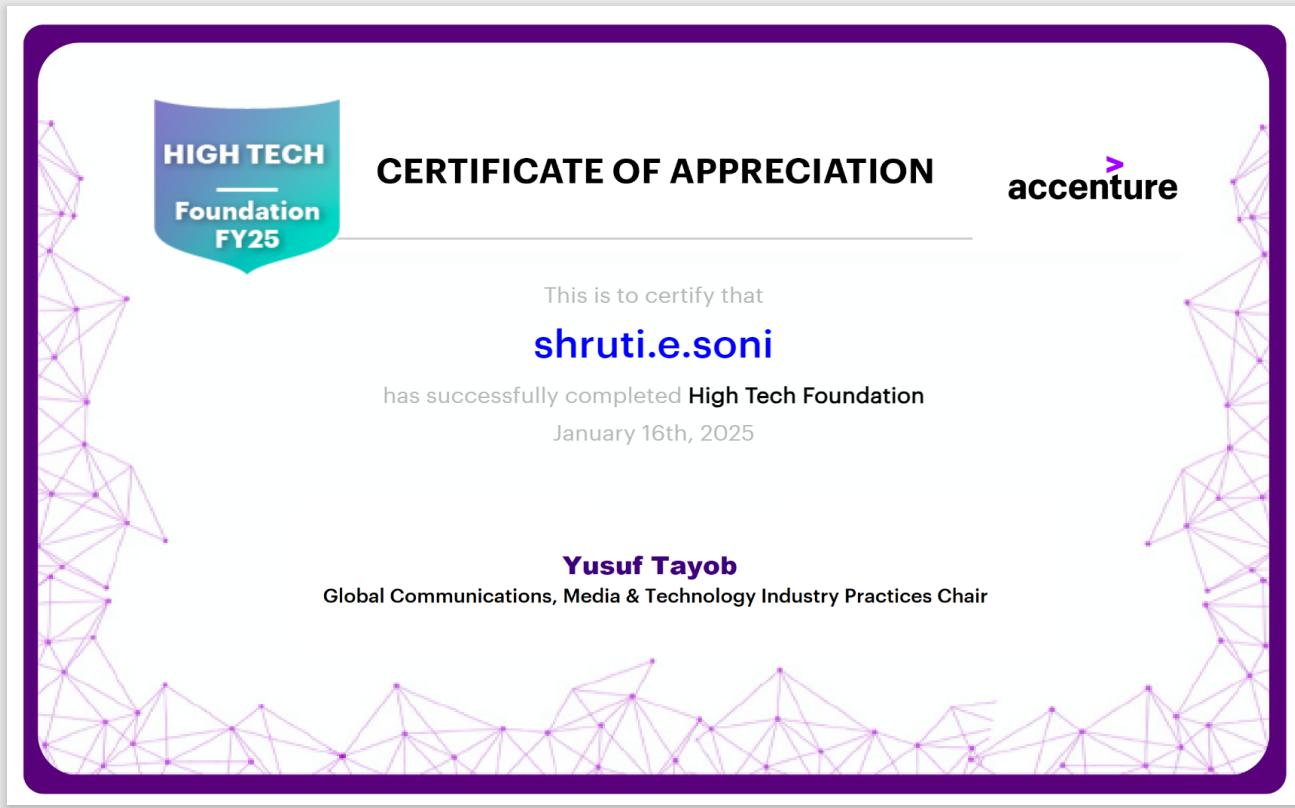 HIGH TECH
Foundation
FY25
CERTIFICATE OF APPRECIATION
accenture
This is to certify that
shruti.e.soni
has successfully completed High Tech Foundation
January 16th, 2025
Yusuf Tayob
Global Communications, Media & Technology Industry Practices Chair